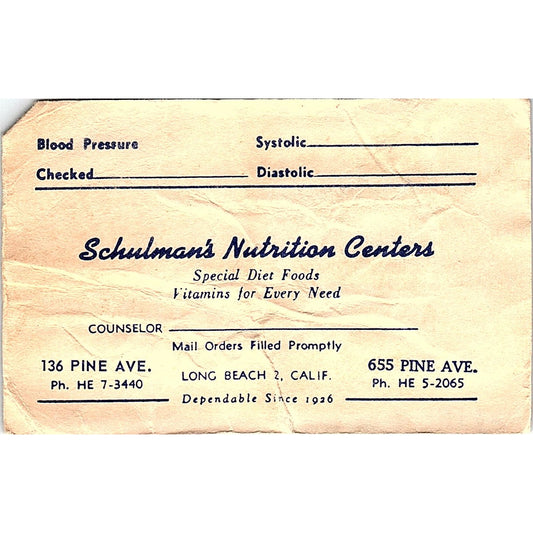 Blood Pressure Systolic
Checked Diastolic
Schulman's Nutrition Centers
Special Diet Foods
Vitamins for Every Need
COUNSELOR
Mail Orders Filled Promptly
136 PINE AVE. 655 PINE AVE.
Ph. HE 7-3440 LONG BEACH 2, CALIF. Ph. HE 5-2065
Dependable Since 1926